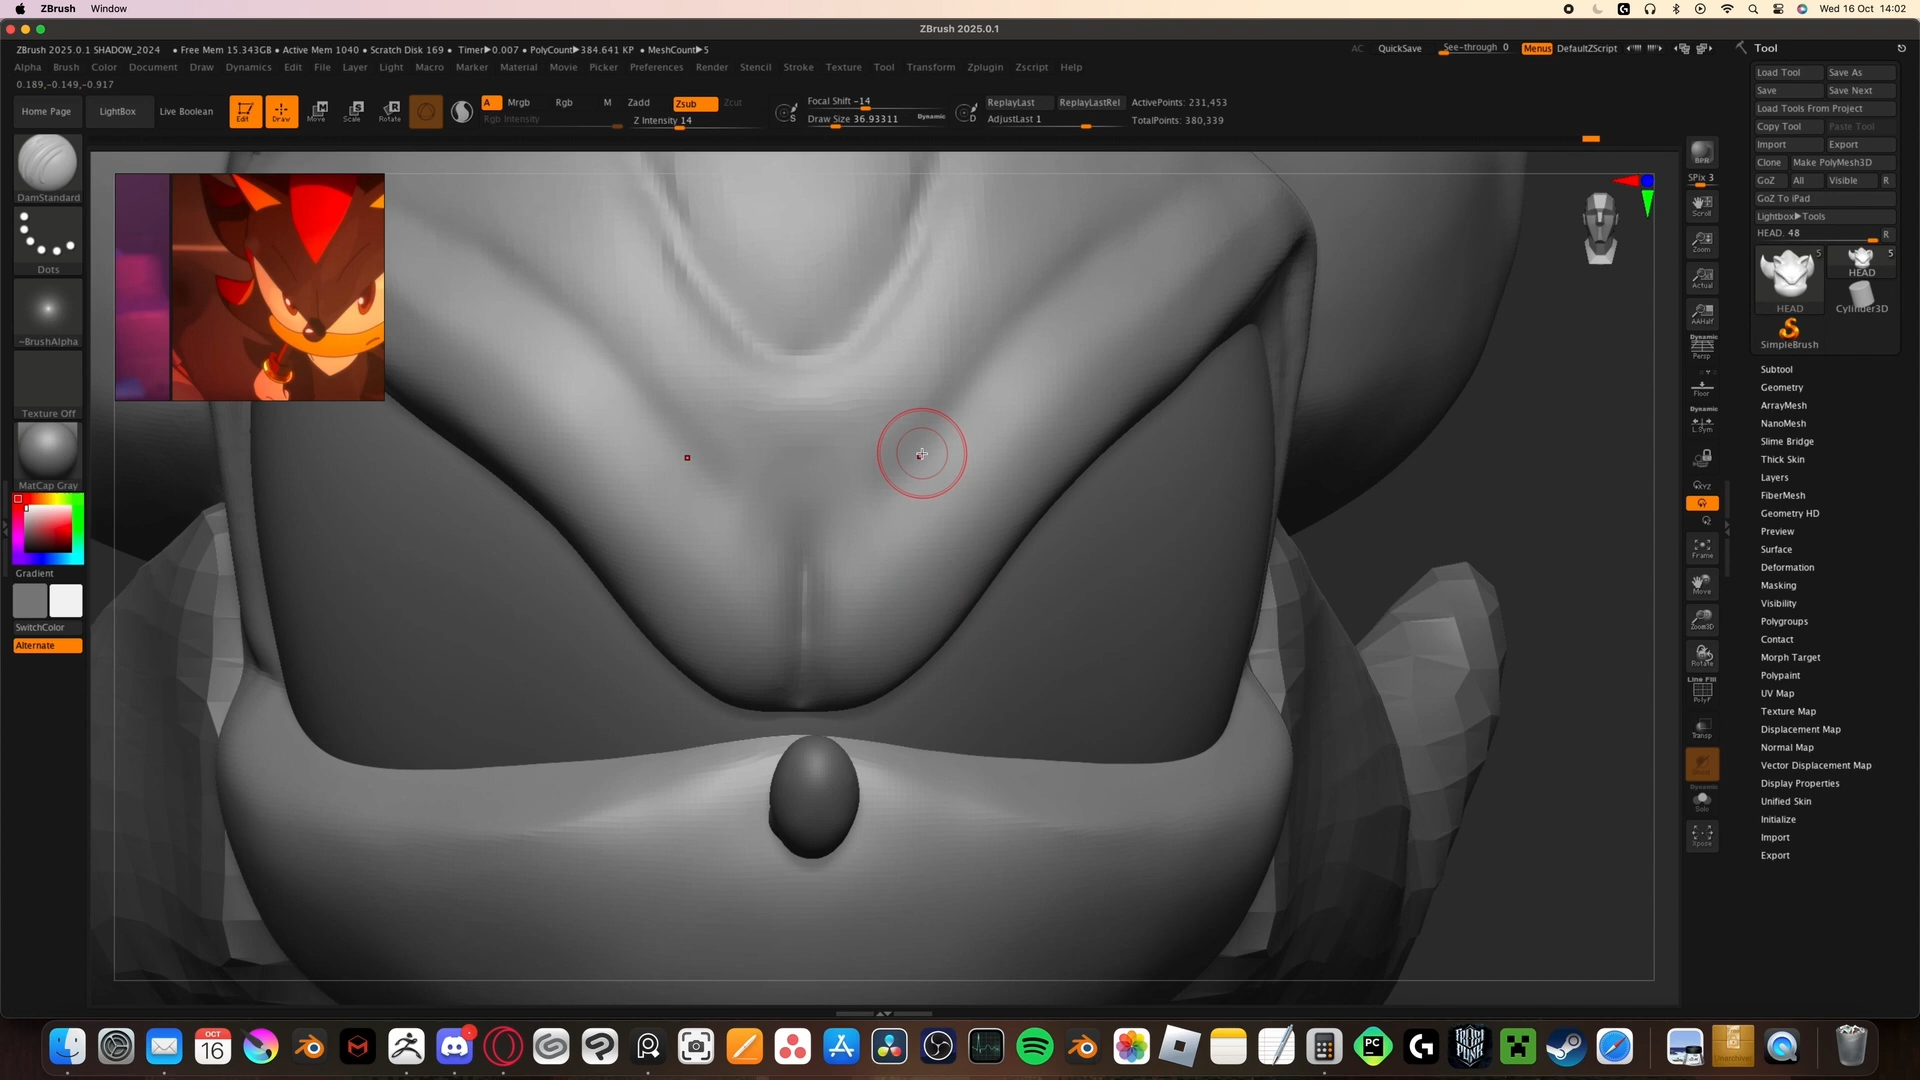 ZBrush Window
Wed 16 Oct 14:02
ZBrush 2025.0.1
ZBrush 2025.0.1 SHADOW_2024 • Free Mem 15.343GB • Active Mem 1040 • Scratch Disk 169 • Timer▶0.007 • PolyCount▶384.641 KP • MeshCount▶5
AC QuickSave See-through 0 Menus DefaultZScript
Alpha Brush Color Document Draw Dynamics Edit File Layer Light Macro Marker Material Movie Picker Preferences Render Stencil Stroke Texture Tool Transform Zplugin Zscript Help
0.189,-0.149,-0.917
Home Page LightBox Live Boolean Edit Draw Move Scale Rotate
A Mrgb Rgb M Zadd Zsub Zcut
Rgb Intensity Z Intensity 14
Focal Shift -14
Draw Size 36.93311 Dynamic
S
D
ReplayLast ReplayLastRel ActivePoints: 231,453
AdjustLast 1 TotalPoints: 380,339
DamStandard
Dots
~BrushAlpha
Texture Off
MatCap Gray
Gradient
SwitchColor
Alternate
BPR
SPix 3
Scroll
Zoom
Actual
AAHalf
Dynamic
Persp
Floor
Dynamic
L.Sym
XYZ
Frame
Move
Zoom3D
Rotate
Line Fill
PolyF
Transp
Dynamic
Solo
Xpose
Tool
Load Tool Save As
Save Save Next
Load Tools From Project
Copy Tool Paste Tool
Import Export
Clone Make PolyMesh3D
GoZ All Visible R
GoZ To iPad
Lightbox▶Tools
HEAD. 48 R
5
5
HEAD
HEAD Cylinder3D
SimpleBrush
Subtool
Geometry
ArrayMesh
NanoMesh
Slime Bridge
Thick Skin
Layers
FiberMesh
Geometry HD
Preview
Surface
Deformation
Masking
Visibility
Polygroups
Contact
Morph Target
Polypaint
UV Map
Texture Map
Displacement Map
Normal Map
Vector Displacement Map
Display Properties
Unified Skin
Initialize
Import
Export
OCT
16
PC